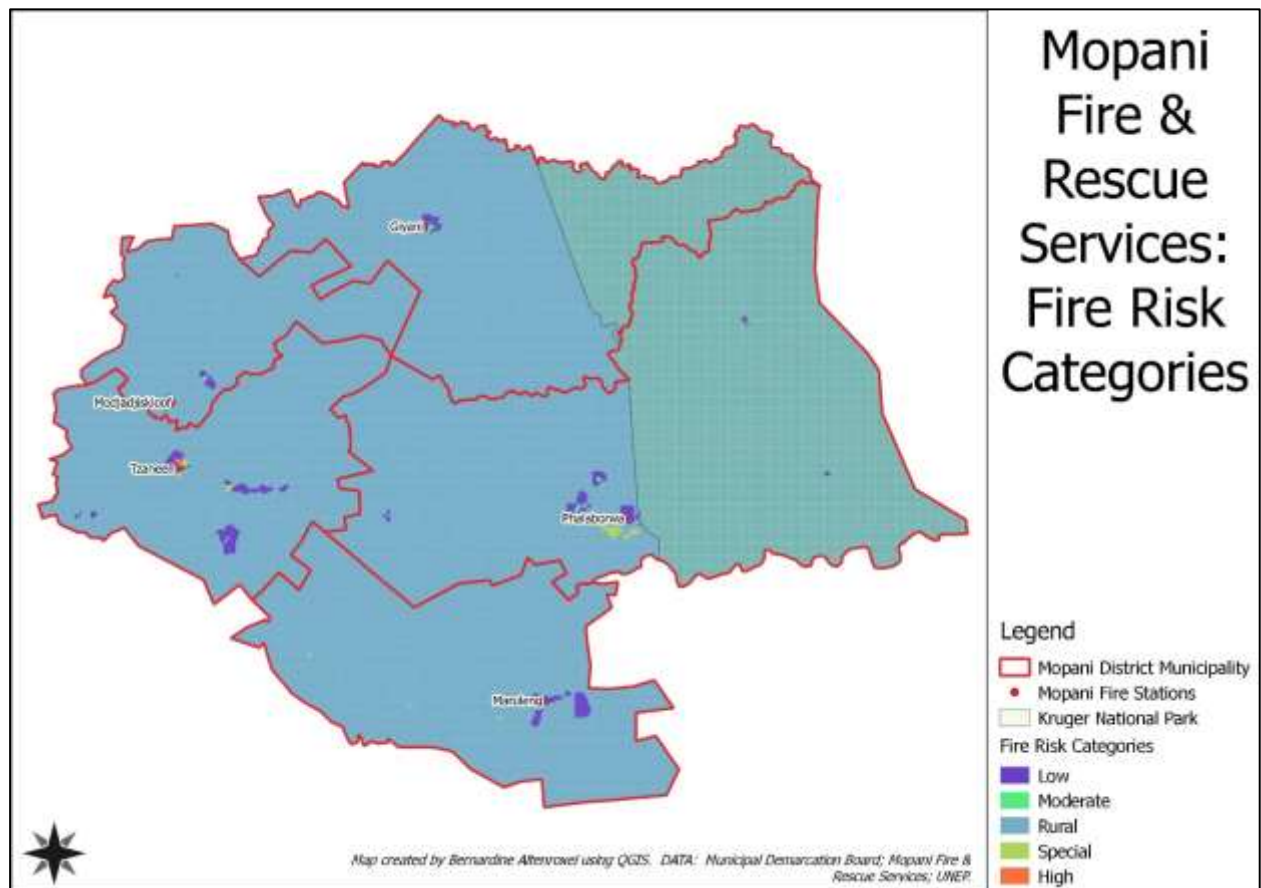 Mopani
Fire &
Rescue
Services:
Fire Risk
Categories
Giyani
Modjadjiskloof
Tzaneen
Phalaborwa
Maruleng
Legend
Mopani District Municipality
Mopani Fire Stations
Kruger National Park
Fire Risk Categories
Low
Moderate
Rural
Special
High
Map created by Bernardine Altenroxel using QGIS. DATA: Municipal Demarcation Board; Mopani Fire &
Rescue Services; UNEP.